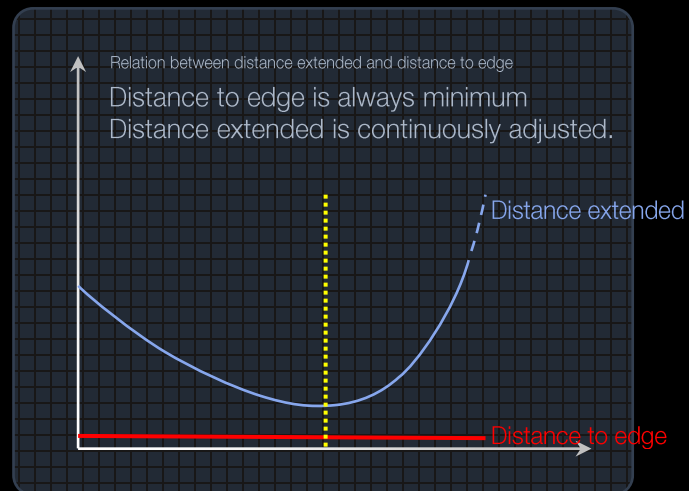 Relation between distance extended and distance to edge
Distance to edge is always minimum
Distance extended is continuously adjusted.
Distance extended
Distance to edge